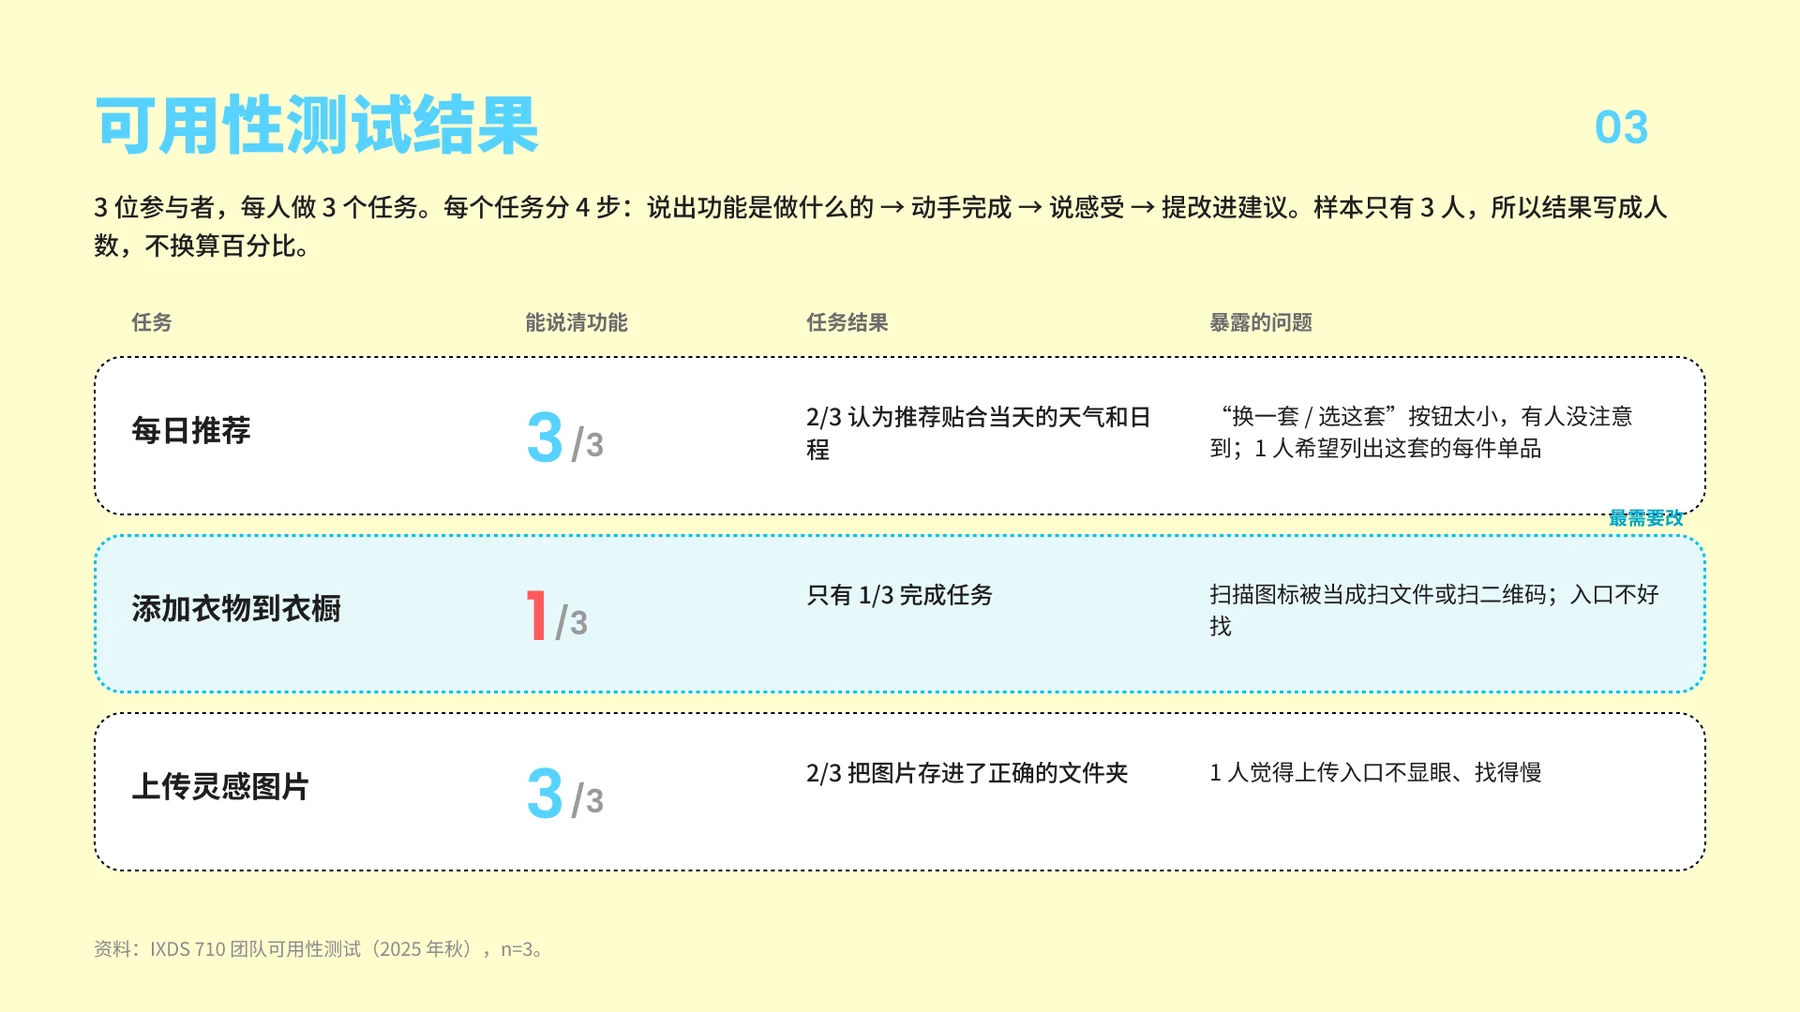 可用性测试结果
03
3 位参与者，每人做 3 个任务。每个任务分 4 步：说出功能是做什么的 → 动手完成 → 说感受 → 提改进建议。样本只有 3 人，所以结果写成人
数，不换算百分比。
任务 能说清功能 任务结果 暴露的问题
每日推荐
3 /3
2/3 认为推荐贴合当天的天气和日
程
“换一套 / 选这套”按钮太小，有人没注意
到；1 人希望列出这套的每件单品
最需要改
添加衣物到衣橱
1 /3
只有 1/3 完成任务
扫描图标被当成扫文件或扫二维码；入口不好
找
上传灵感图片
3 /3
2/3 把图片存进了正确的文件夹
1 人觉得上传入口不显眼、找得慢
资料：IXDS 710 团队可用性测试（2025 年秋），n=3。